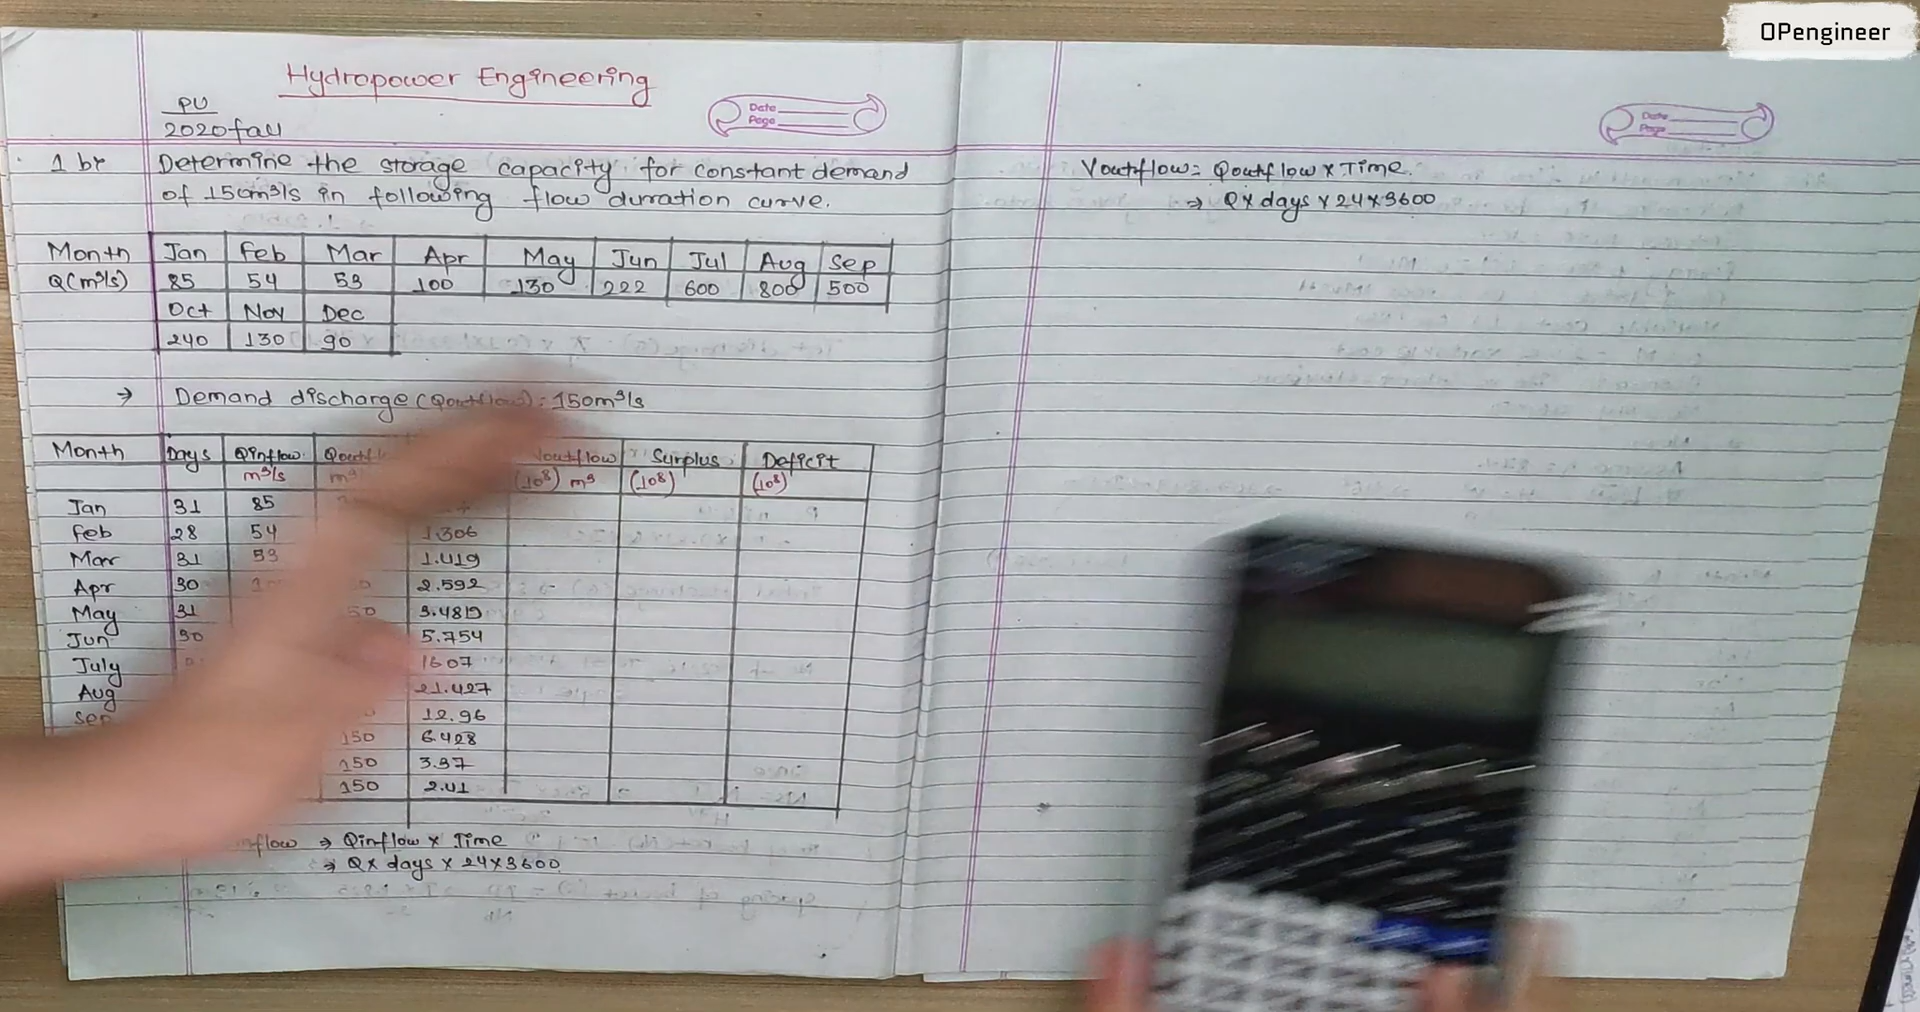 OPengineer
Hydropower Engineering
PU
2020 fall
Date
Page
Date
Page
1 br Determine the storage capacity for constant demand
of 150m³/s in following flow duration curve.
Month Jan Feb Mar Apr May Jun Jul Aug Sep
Q(m³/s) 85 54 53 100 130 222 600 800 500
Oct Nov Dec
240 130 90
→ Demand discharge (Qoutflow) = 150m³/s
Month Days Qinflow Voutflow Surplus Deficit
m³/s (10⁸) m³ (10⁸) (10⁸)
Jan 31 85
Feb 28 54 1.306
Mar 31 53 1.419
Apr 30 2.592
May 31 3.4819
Jun 30 5.754
July 1607
Aug 21.427
Sep 12.96
150 6.428
150 3.37
150 2.41
→ Qinflow × Time
→ Q× days × 24×3600
Voutflow = Qoutflow × Time.
→ Q× days × 24×3600